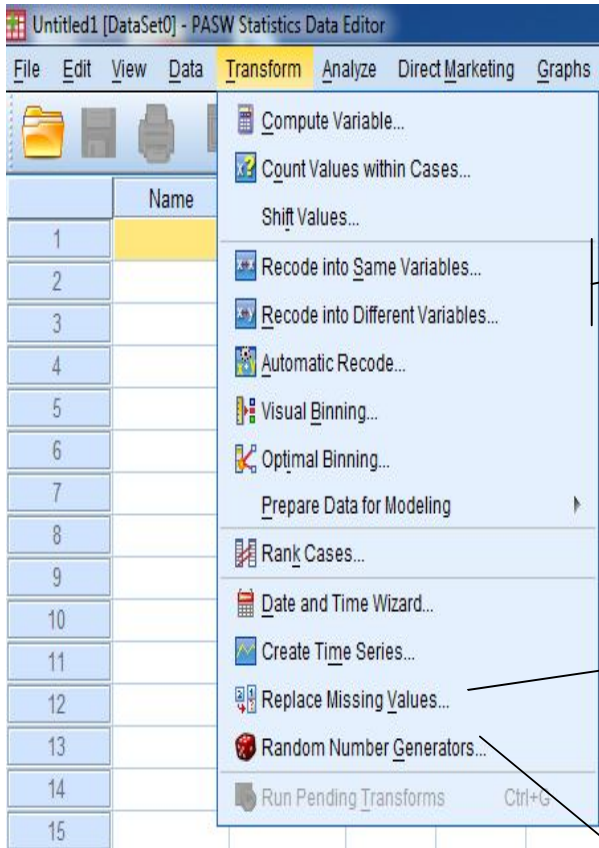 Untitled1 [DataSet0] - PASW Statistics Data Editor
File Edit View Data Transform Analyze Direct Marketing Graphs
Name
1
2
3
4
5
6
7
8
9
10
11
12
13
14
15
Compute Variable...
Count Values within Cases...
Shift Values...
Recode into Same Variables...
Recode into Different Variables...
Automatic Recode...
Visual Binning...
Optimal Binning...
Prepare Data for Modeling
Rank Cases...
Date and Time Wizard...
Create Time Series...
Replace Missing Values...
Random Number Generators...
Run Pending Transforms Ctrl+G